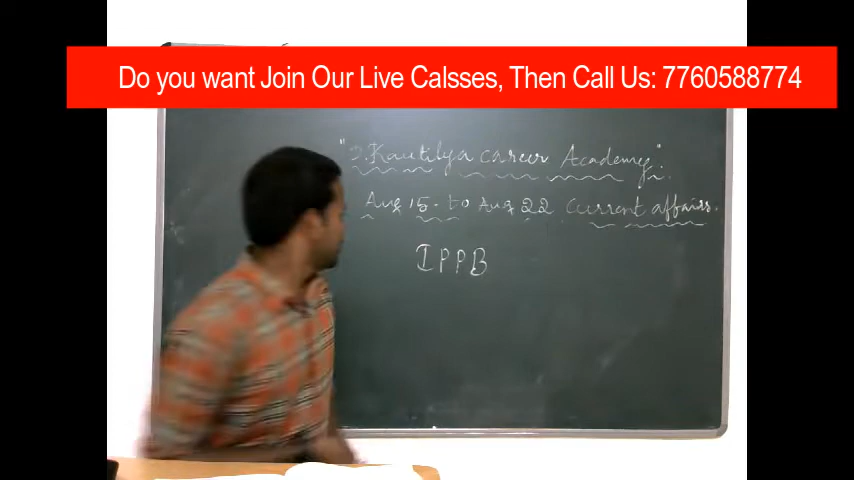 Do you want Join Our Live Calsses, Then Call Us: 7760588774
Kautilya career Academy".
Aug 15 to Aug 22 Current affairs.
IPPB